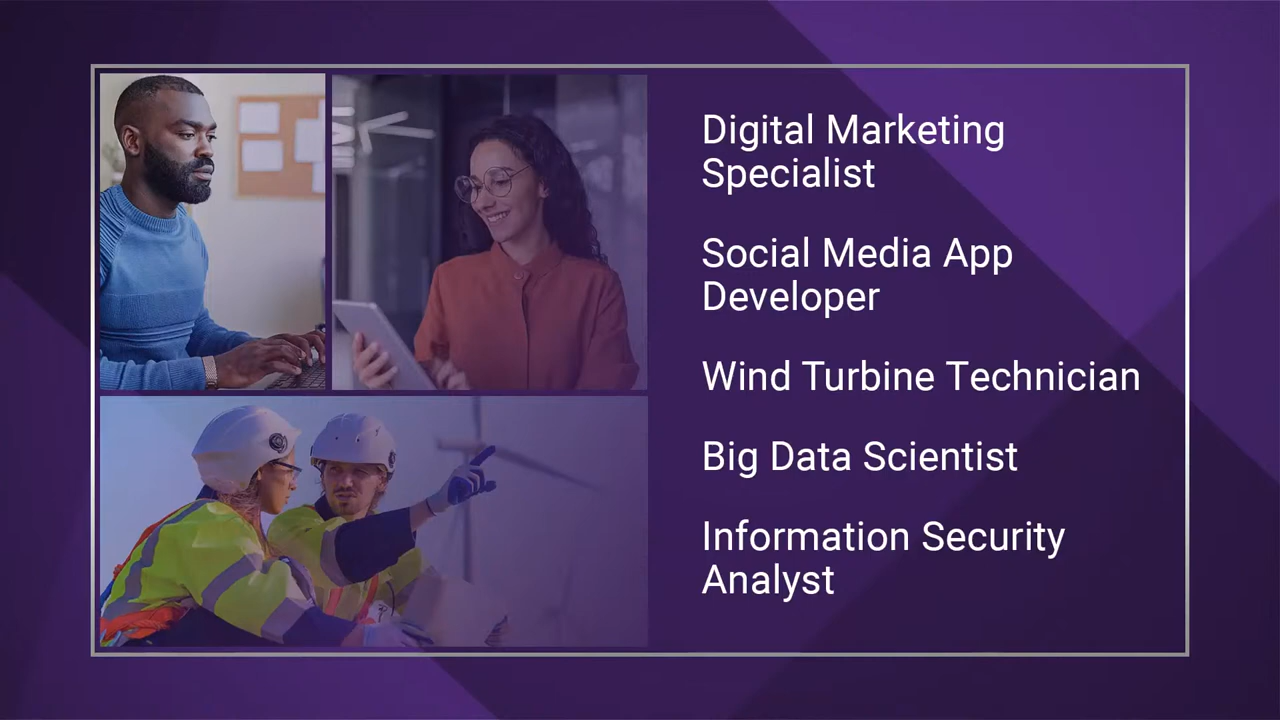 Digital Marketing
Specialist
Social Media App
Developer
Wind Turbine Technician
Big Data Scientist
Information Security
Analyst